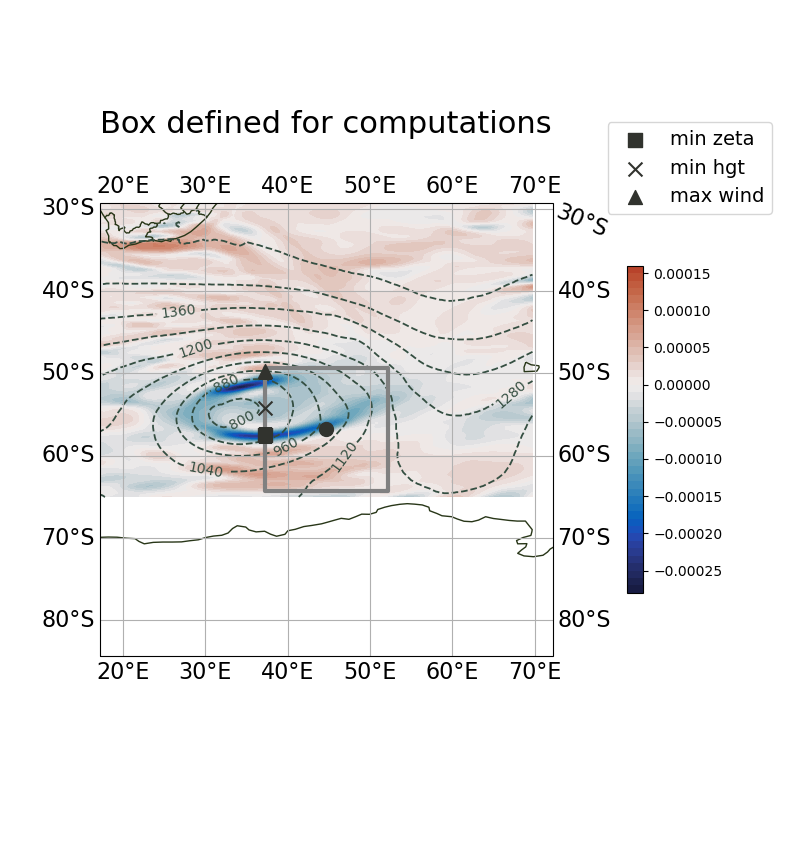 Box defined for computations
min zeta
min hgt
max wind
20°E 30°E 40°E 50°E 60°E 70°E
30°S
30°S
40°S
40°S
50°S
50°S
60°S
60°S
70°S
70°S
80°S
80°S
20°E 30°E 40°E 50°E 60°E 70°E
1360
1200
880
800
960
1040
1120
1280
0.00015
0.00010
0.00005
0.00000
−0.00005
−0.00010
−0.00015
−0.00020
−0.00025